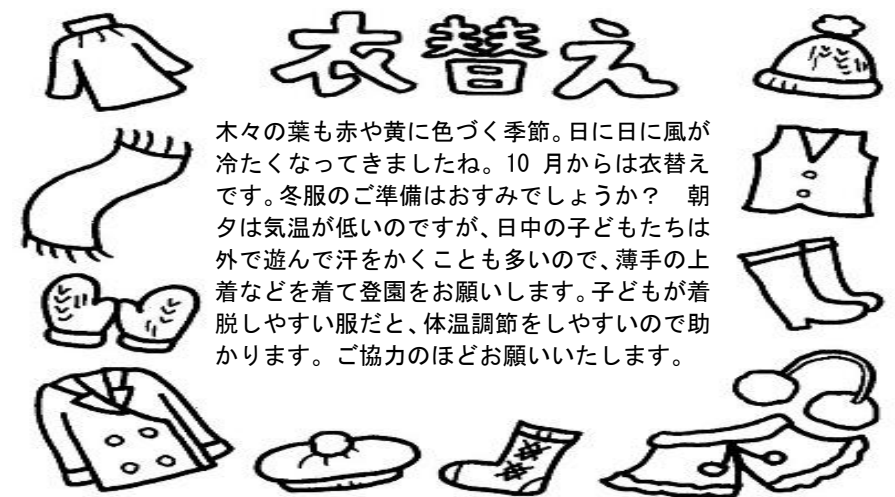 衣替え
木々の葉も赤や黄に色づく季節。日に日に風が
冷たくなってきましたね。10 月からは衣替え
です。冬服のご準備はおすみでしょうか？　朝
夕は気温が低いのですが、日中の子どもたちは
外で遊んで汗をかくことも多いので、薄手の上
着などを着て登園をお願いします。子どもが着
脱しやすい服だと、体温調節をしやすいので助
かります。ご協力のほどお願いいたします。